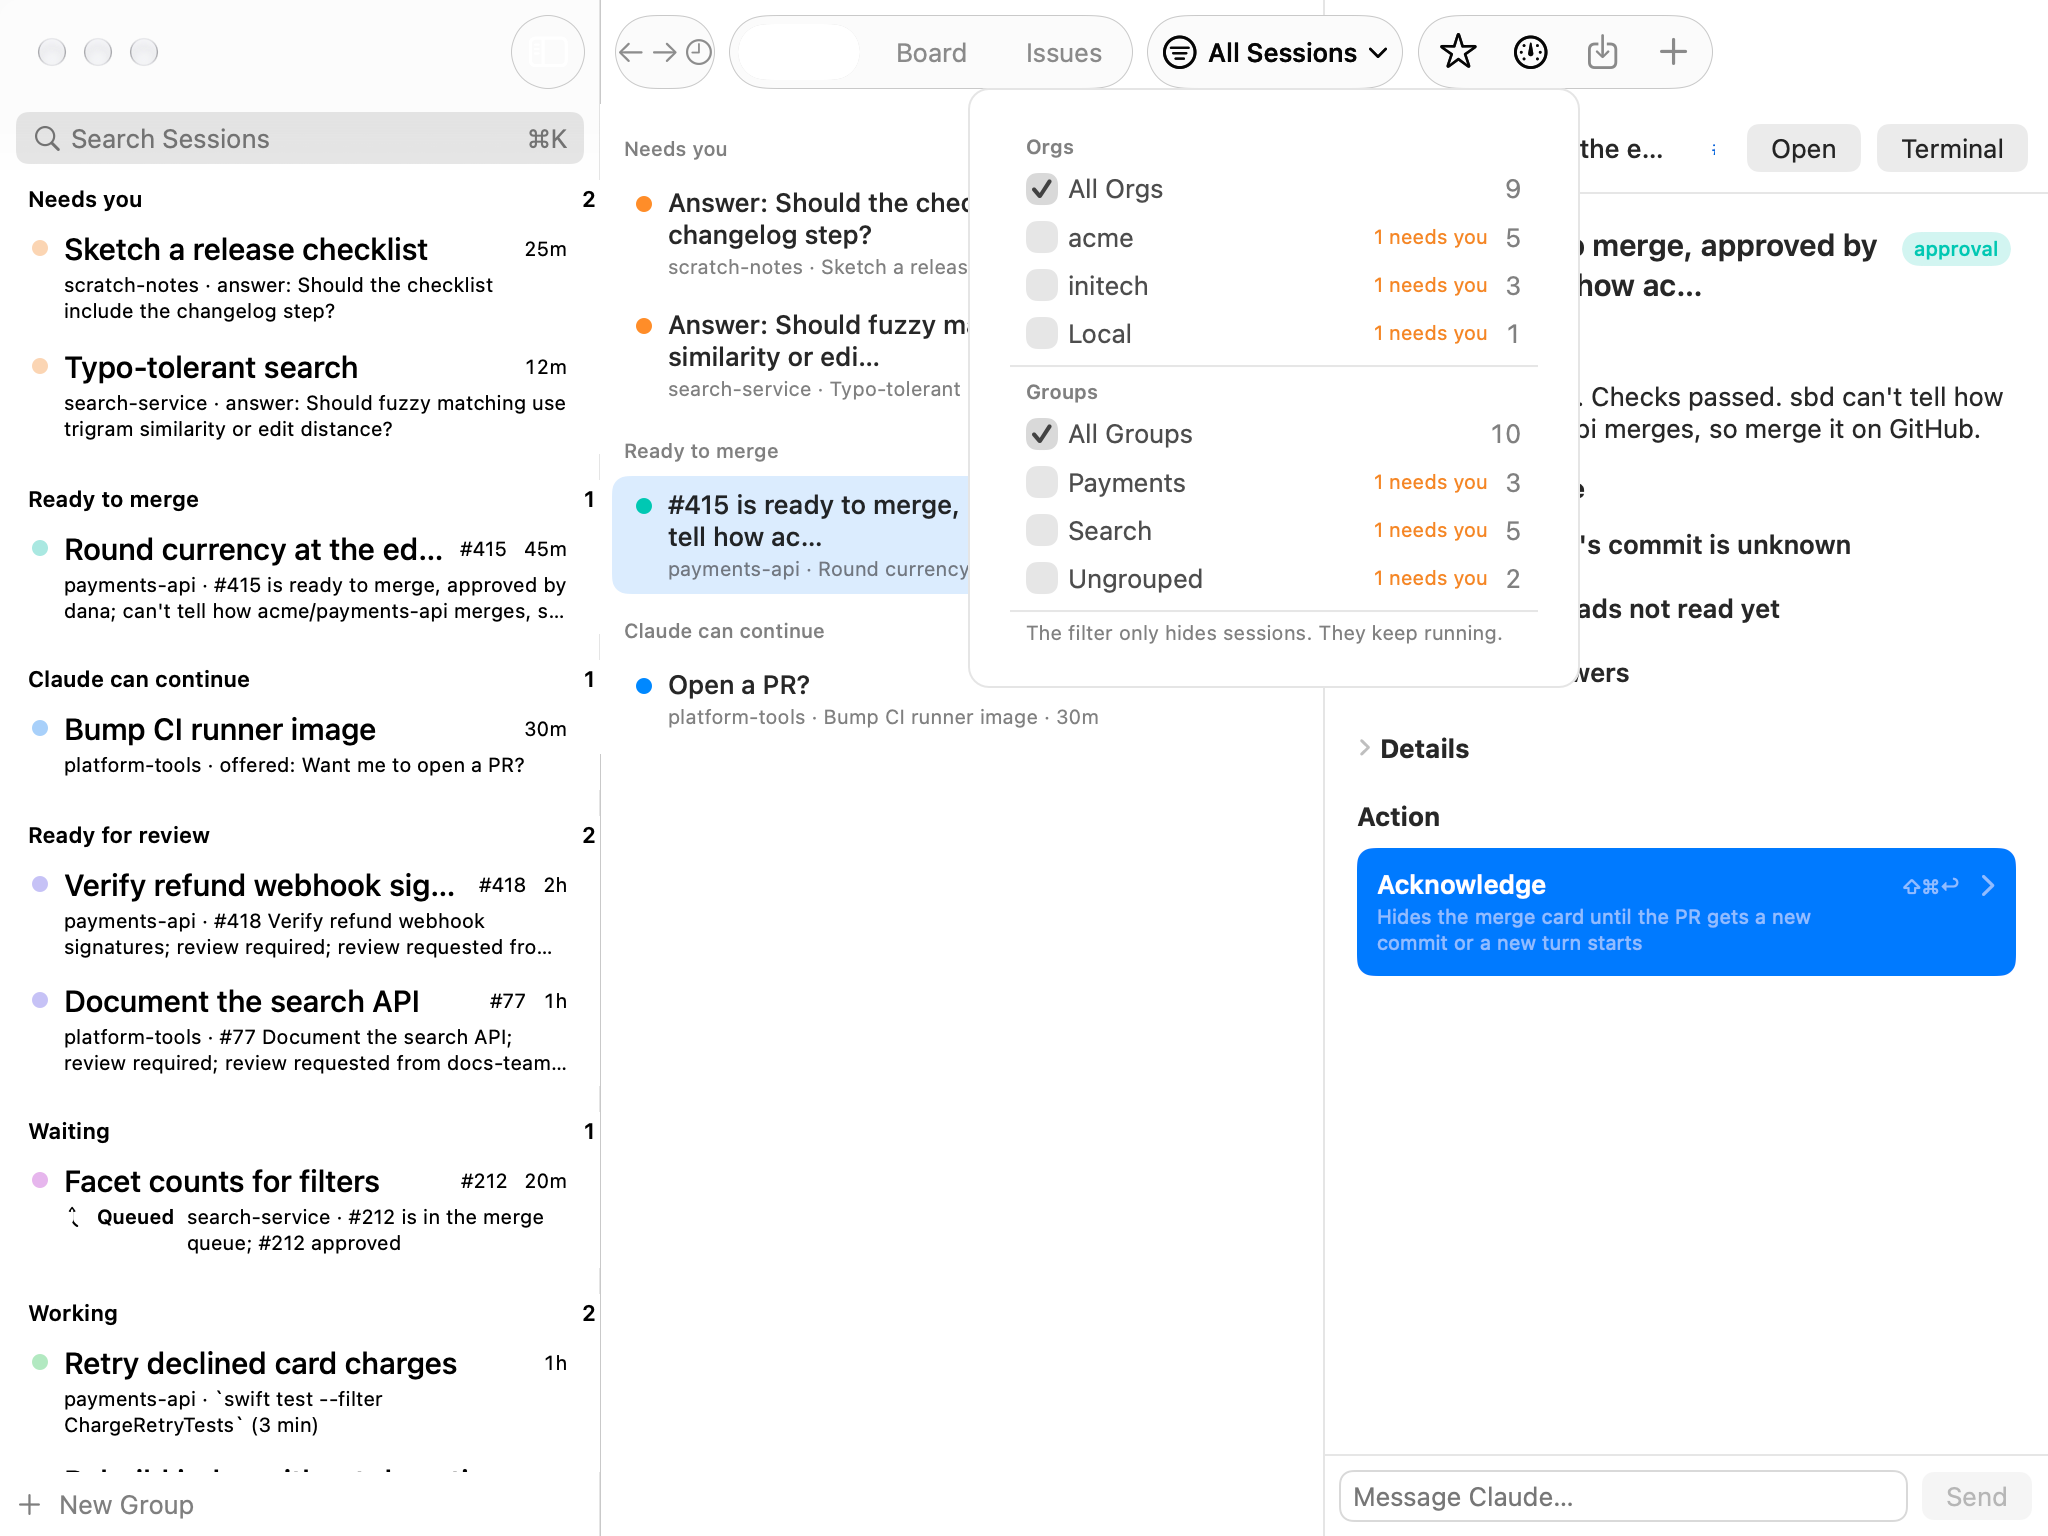 Board
Issues
All Sessions
Search Sessions
⌘K
Needs you 2
Sketch a release checklist 25m
scratch-notes · answer: Should the checklist
include the changelog step?
Typo-tolerant search 12m
search-service · answer: Should fuzzy matching use
trigram similarity or edit distance?
Ready to merge 1
Round currency at the ed... #415 45m
payments-api · #415 is ready to merge, approved by
dana; can't tell how acme/payments-api merges, s...
Claude can continue 1
Bump CI runner image 30m
platform-tools · offered: Want me to open a PR?
Ready for review 2
Verify refund webhook sig... #418 2h
payments-api · #418 Verify refund webhook
signatures; review required; review requested fro...
Document the search API #77 1h
platform-tools · #77 Document the search API;
review required; review requested from docs-team...
Waiting 1
Facet counts for filters #212 20m
Queued search-service · #212 is in the merge
queue; #212 approved
Working 2
Retry declined card charges 1h
payments-api · `swift test --filter
ChargeRetryTests` (3 min)
New Group
Needs you
Answer: Should the chec
changelog step?
scratch-notes · Sketch a releas
Answer: Should fuzzy m
similarity or edi...
search-service · Typo-tolerant
Ready to merge
#415 is ready to merge,
tell how ac...
payments-api · Round currency
Claude can continue
Open a PR?
platform-tools · Bump CI runner image · 30m
Orgs
All Orgs 9
acme 1 needs you 5
initech 1 needs you 3
Local 1 needs you 1
Groups
All Groups 10
Payments 1 needs you 3
Search 1 needs you 5
Ungrouped 1 needs you 2
The filter only hides sessions. They keep running.
the e...
Open
Terminal
merge, approved by
how ac...
approval
. Checks passed. sbd can't tell how
merges, so merge it on GitHub.
's commit is unknown
not read yet
Details
Action
Acknowledge ⇧⌘↩
Hides the merge card until the PR gets a new
commit or a new turn starts
Message Claude...
Send